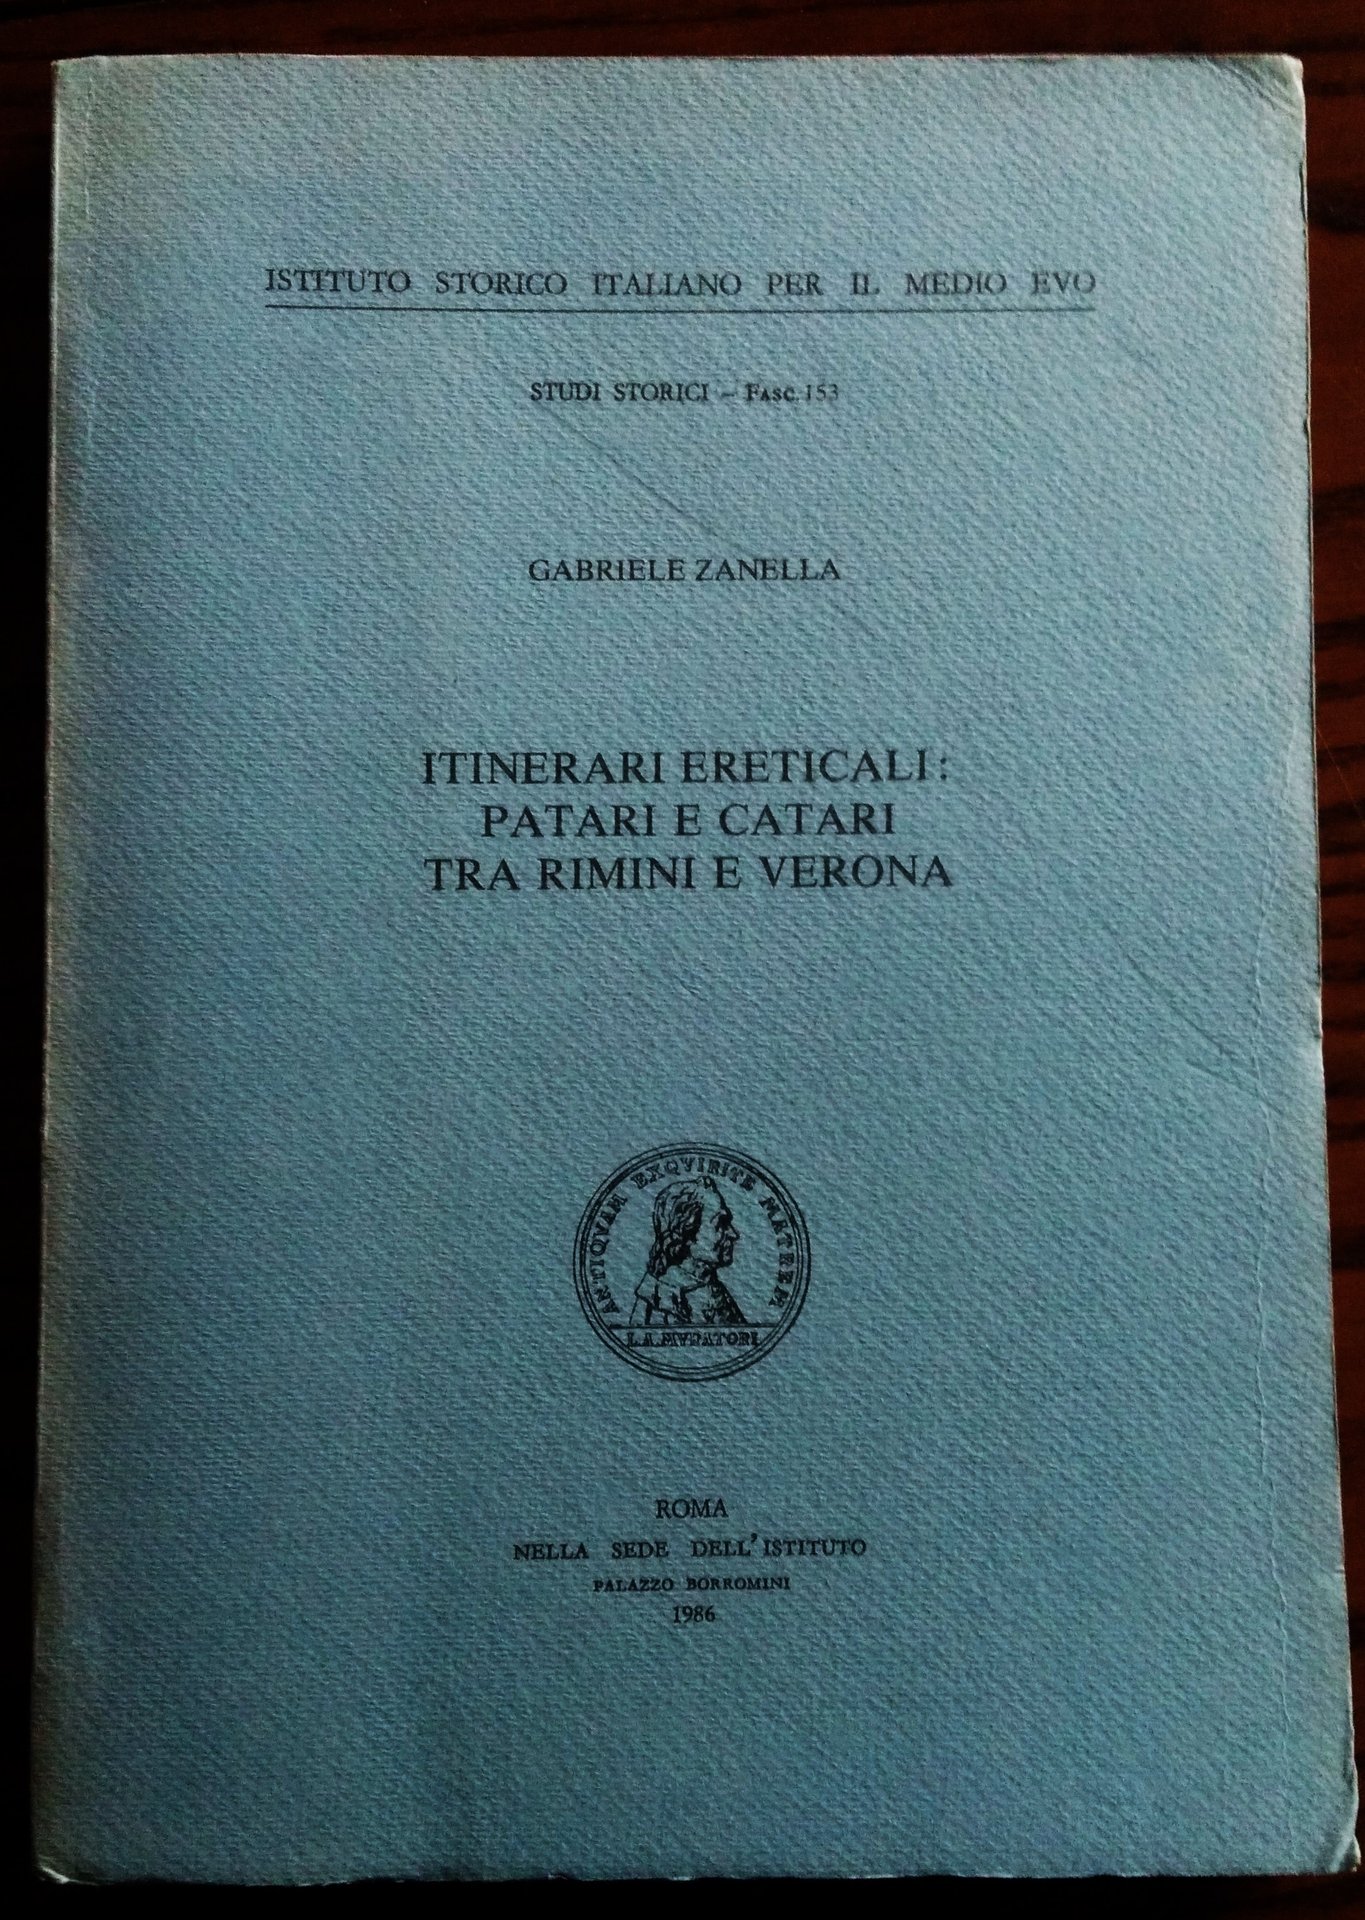 ISTITUTO STORICO ITALIANO PER IL MEDIO EVO
STUDI STORICI – FASC. 153
GABRIELE ZANELLA
ITINERARI ERETICALI:
PATARI E CATARI
TRA RIMINI E VERONA
ANTIQVAM EXQVIRITE MATREM
L.A. MVRATORI
ROMA
NELLA SEDE DELL'ISTITUTO
PALAZZO BORROMINI
1986